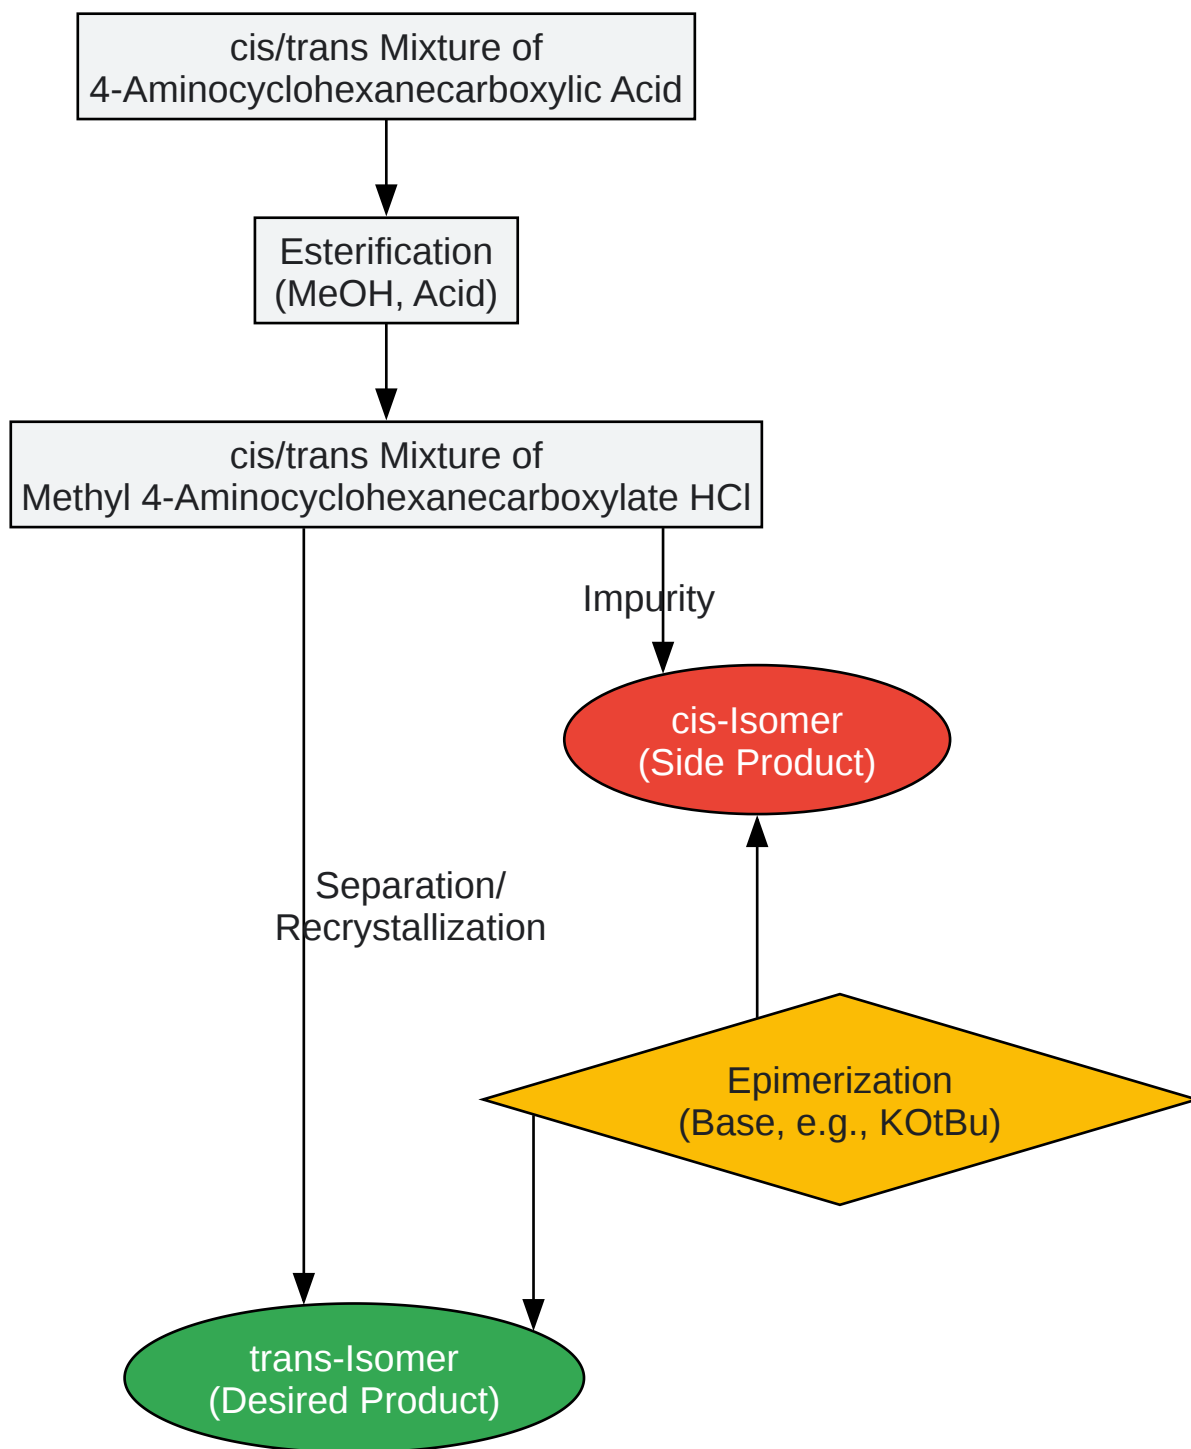 cis/trans Mixture of
4-Aminocyclohexanecarboxylic Acid
Esterification
(MeOH, Acid)
cis/trans Mixture of
Methyl 4-Aminocyclohexanecarboxylate HCl
Impurity
cis-Isomer
(Side Product)
Separation/
Recrystallization
Epimerization
(Base, e.g., KOtBu)
trans-Isomer
(Desired Product)